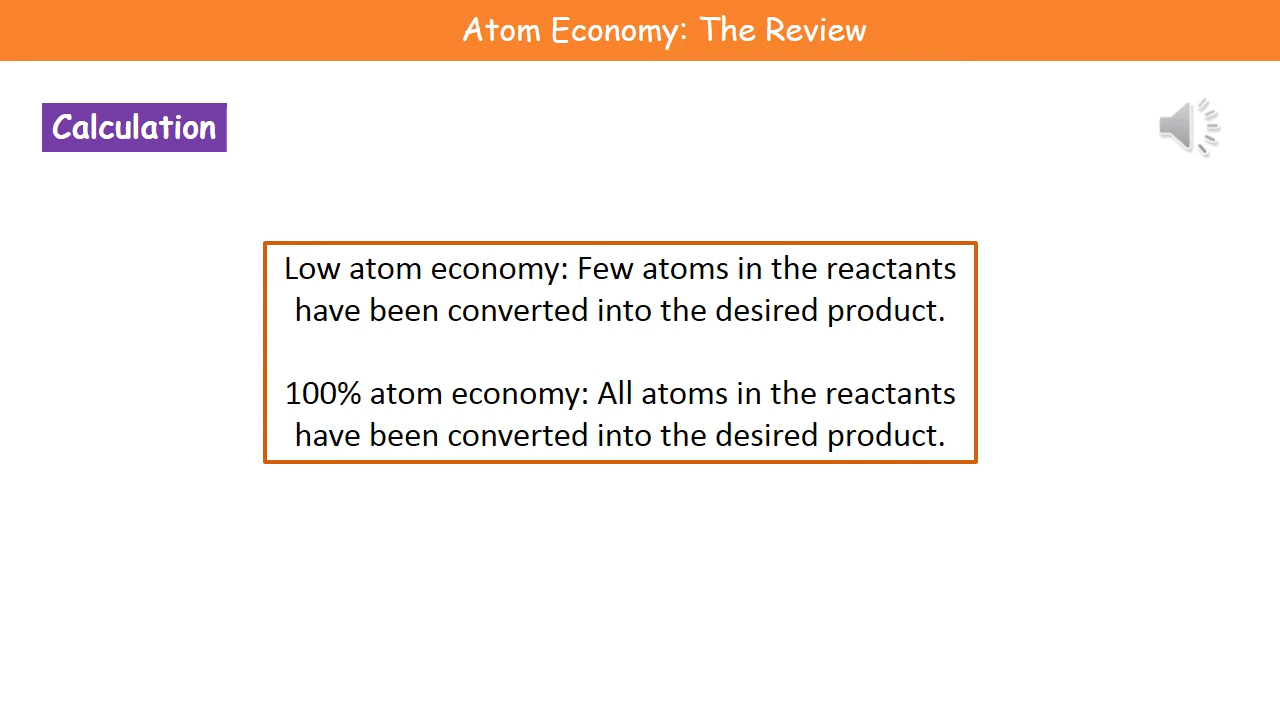 Atom Economy: The Review
Calculation
Low atom economy: Few atoms in the reactants
have been converted into the desired product.
100% atom economy: All atoms in the reactants
have been converted into the desired product.